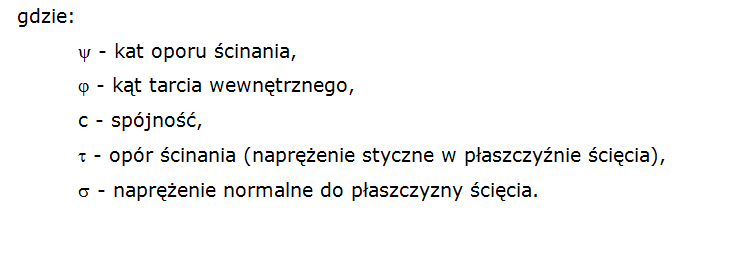 gdzie:
ψ - kat oporu ścinania,
φ - kąt tarcia wewnętrznego,
c - spójność,
τ - opór ścinania (naprężenie styczne w płaszczyźnie ścięcia),
σ - naprężenie normalne do płaszczyzny ścięcia.